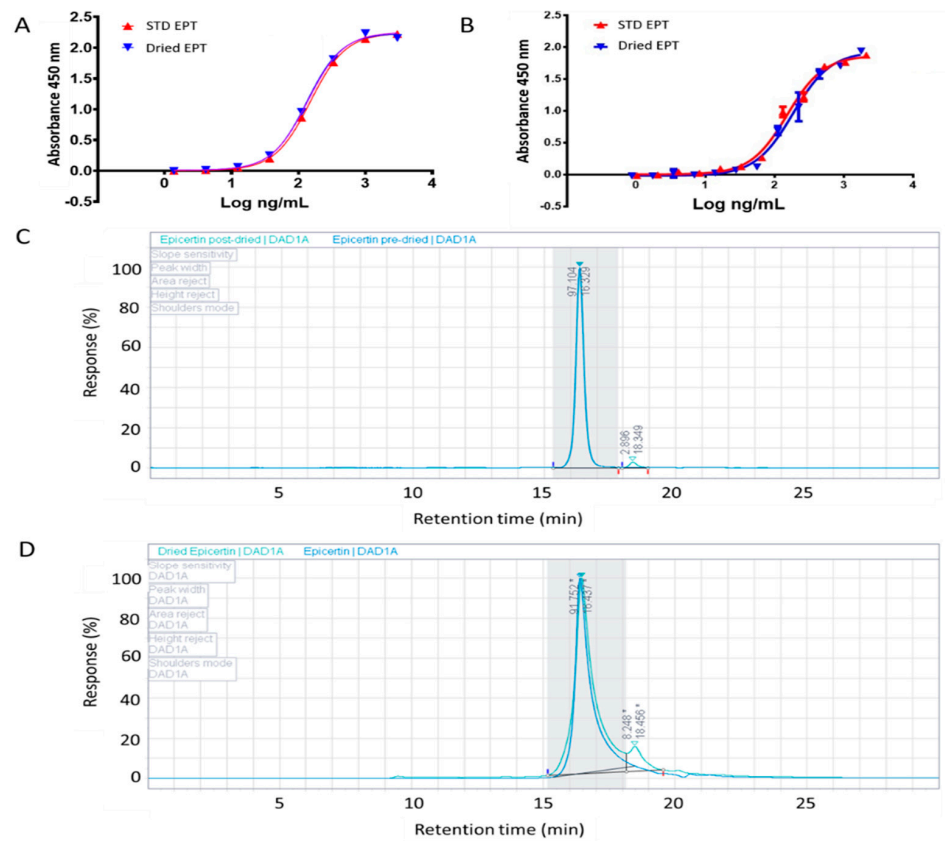 A
STD EPT
Dried EPT
Absorbance 450 nm
2.5
2.0
1.5
1.0
0.5
0.0
-0.5
0
1
2
3
4
Log ng/mL
B
STD EPT
Dried EPT
Absorbance 450 nm
2.5
2.0
1.5
1.0
0.5
0.0
-0.5
-1
0
1
2
3
4
Log ng/mL
C
Epicertin post-dried | DAD1A Epicertin pre-dried | DAD1A
Slope sensitivity
Peak width
Area reject
Height reject
Shoulders mode
Response (%)
100
80
60
40
20
0
97.104
16.329
2.896
18.349
5
10
15
20
25
Retention time (min)
D
Dried Epicertin | DAD1A Epicertin | DAD1A
Slope sensitivity
DAD1A
Peak width
DAD1A
Area reject
DAD1A
Height reject
DAD1A
Shoulders mode
DAD1A
Response (%)
100
80
60
40
20
0
91.752 *
16.437
8.248 *
18.456 *
5
10
15
20
25
Retention time (min)